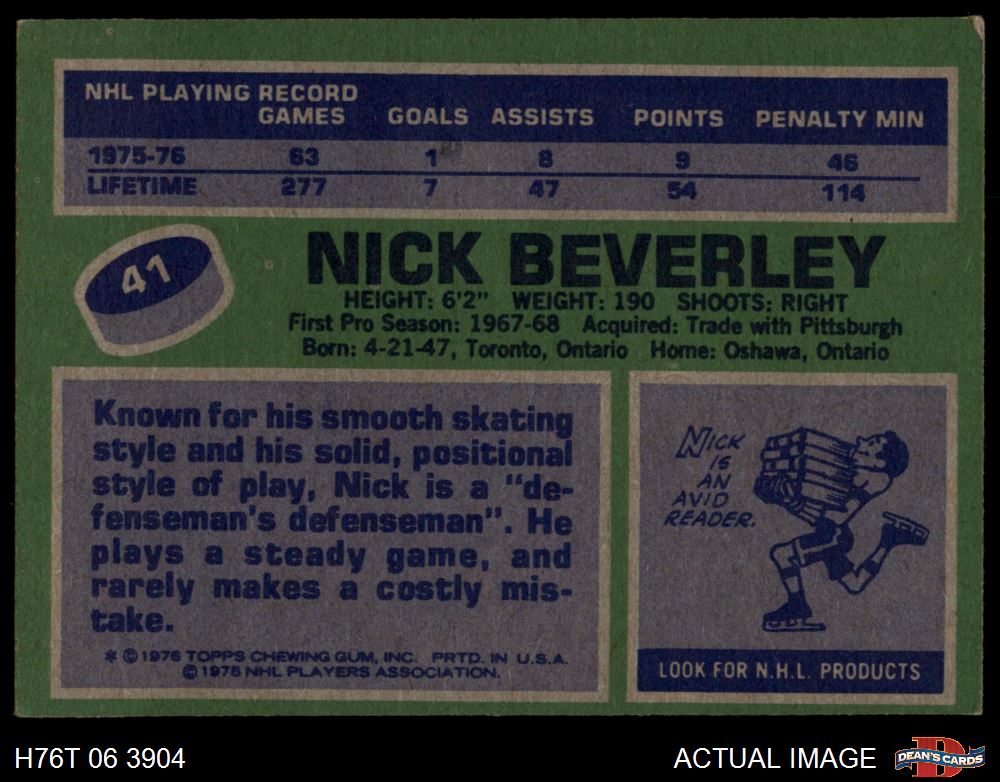 NHL PLAYING RECORD
GAMES GOALS ASSISTS POINTS PENALTY MIN
1975-76 63 1 8 9 46
LIFETIME 277 7 47 54 114
41
NICK BEVERLEY
HEIGHT: 6'2" WEIGHT: 190 SHOOTS: RIGHT
First Pro Season: 1967-68 Acquired: Trade with Pittsburgh
Born: 4-21-47, Toronto, Ontario Home: Oshawa, Ontario
Known for his smooth skating
style and his solid, positional
style of play, Nick is a "de-
fenseman's defenseman". He
plays a steady game, and
rarely makes a costly mis-
take.
* © 1976 TOPPS CHEWING GUM, INC. PRTD. IN U.S.A.
© 1976 NHL PLAYERS ASSOCIATION.
NICK
IS
AN
AVID
READER.
LOOK FOR N.H.L. PRODUCTS
H76T 06 3904
ACTUAL IMAGE
D
DEAN'S CARDS